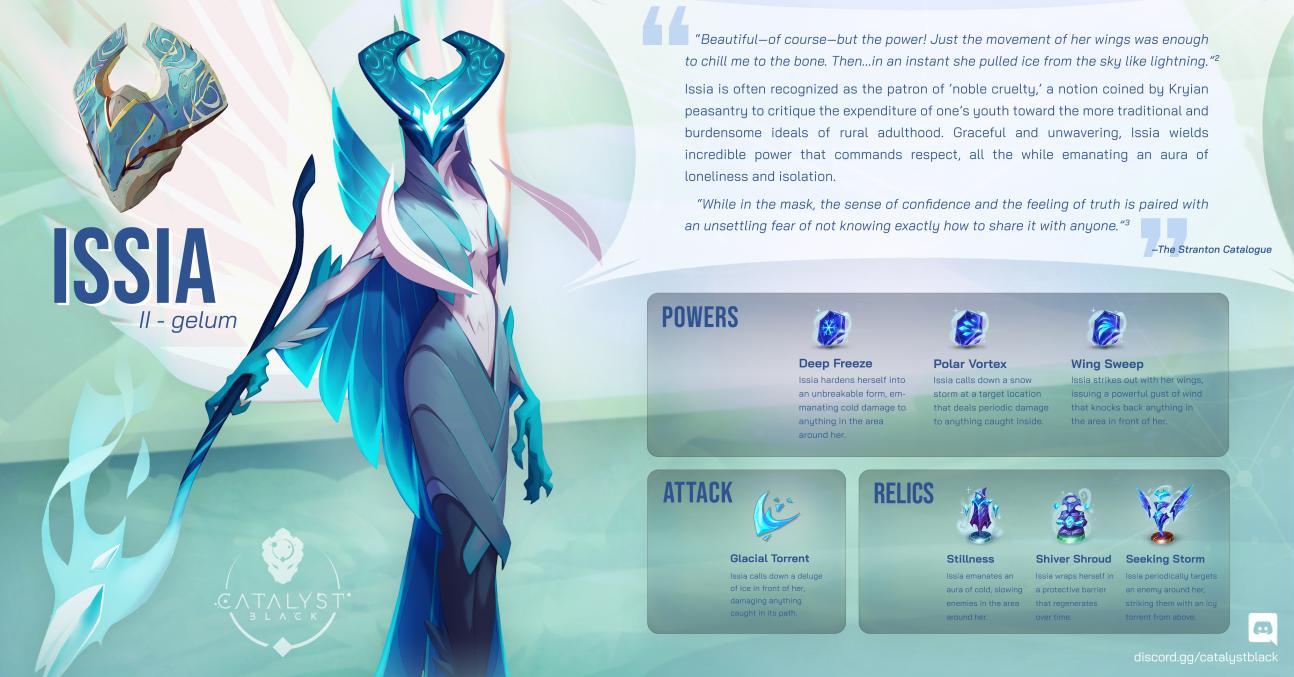 ISSIA
II - gelum
CATALYST
BLACK
“Beautiful—of course—but the power! Just the movement of her wings was enough
to chill me to the bone. Then...in an instant she pulled ice from the sky like lightning.”²
Issia is often recognized as the patron of ‘noble cruelty,’ a notion coined by Kryian
peasantry to critique the expenditure of one’s youth toward the more traditional and
burdensome ideals of rural adulthood. Graceful and unwavering, Issia wields
incredible power that commands respect, all the while emanating an aura of
loneliness and isolation.
“While in the mask, the sense of confidence and the feeling of truth is paired with
an unsettling fear of not knowing exactly how to share it with anyone.”³
–The Stranton Catalogue
POWERS
Deep Freeze
Issia hardens herself into
an unbreakable form, em-
manating cold damage to
anything in the area
around her.
Polar Vortex
Issia calls down a snow
storm at a target location
that deals periodic damage
to anything caught inside.
Wing Sweep
Issia strikes out with her wings,
issuing a powerful gust of wind
that knocks back anything in
the area in front of her.
ATTACK
Glacial Torrent
Issia calls down a deluge
of ice in front of her,
damaging anything
caught in its path.
RELICS
Stillness
Issia emanates an
aura of cold, slowing
enemies in the area
around her.
Shiver Shroud
Issia wraps herself in
a protective barrier
that regenerates
over time.
Seeking Storm
Issia periodically targets
an enemy around her,
striking them with an icy
torrent from above.
discord.gg/catalystblack